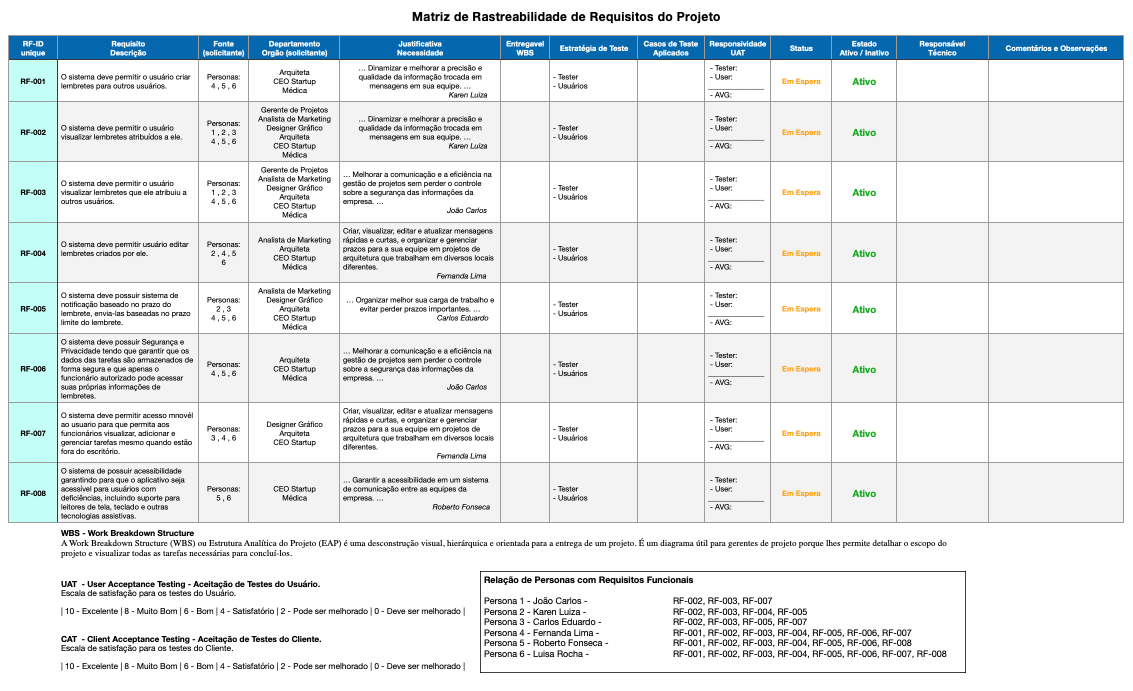 Matriz de Rastreabilidade de Requisitos do Projeto
RF-ID
unique
Requisito
Descrição
Fonte
(solicitante)
Departamento
Orgão (solicitante)
Justificativa
Necessidade
Entregavel
WBS
Estratégia de Teste
Casos de Teste
Aplicados
Responsividade
UAT
Status
Estado
Ativo / Inativo
Responsável
Técnico
Comentários e Observações
RF-001
O sistema deve permitir o usuário criar
lembretes para outros usuários.
Personas:
4 , 5 , 6
Arquiteta
CEO Startup
Médica
… Dinamizar e melhorar a precisão e
qualidade da informação trocada em
mensagens em sua equipe. …
Karen Luiza
- Tester
- Usuários
- Tester:
- User:
- AVG:
Em Espera
Ativo
RF-002
O sistema deve permitir o usuário
visualizar lembretes atribuídos a ele.
Personas:
1 , 2 , 3
4 , 5 , 6
Gerente de Projetos
Analista de Marketing
Designer Gráfico
Arquiteta
CEO Startup
Médica
… Dinamizar e melhorar a precisão e
qualidade da informação trocada em
mensagens em sua equipe. …
Karen Luiza
- Tester
- Usuários
- Tester:
- User:
- AVG:
Em Espera
Ativo
RF-003
O sistema deve permitir o usuário
visualizar lembretes que ele atribuiu a
outros usuários.
Personas:
1 , 2 , 3
4 , 5 , 6
Gerente de Projetos
Analista de Marketing
Designer Gráfico
Arquiteta
CEO Startup
Médica
… Melhorar a comunicação e a eficiência na
gestão de projetos sem perder o controle
sobre a segurança das informações da
empresa. …
João Carlos
- Tester
- Usuários
- Tester:
- User:
- AVG:
Em Espera
Ativo
RF-004
O sistema deve permitir usuário editar
lembretes criados por ele.
Personas:
2 , 4 , 5
6
Analista de Marketing
Arquiteta
CEO Startup
Médica
Criar, visualizar, editar e atualizar mensagens
rápidas e curtas, e organizar e gerenciar
prazos para a sua equipe em projetos de
arquitetura que trabalham em diversos locais
diferentes.
Fernanda Lima
- Tester
- Usuários
- Tester:
- User:
- AVG:
Em Espera
Ativo
RF-005
O sistema deve possuir sistema de
notificação baseado no prazo do
lembrete, envia-las baseadas no prazo
limite do lembrete.
Personas:
2 , 3
4 , 5 , 6
Analista de Marketing
Designer Gráfico
Arquiteta
CEO Startup
Médica
… Organizar melhor sua carga de trabalho e
evitar perder prazos importantes. …
Carlos Eduardo
- Tester
- Usuários
- Tester:
- User:
- AVG:
Em Espera
Ativo
RF-006
O sistema deve possuir Segurança e
Privacidade tendo que garantir que os
dados das tarefas são armazenados de
forma segura e que apenas o
funcionário autorizado pode acessar
suas próprias informações de
lembretes.
Personas:
4 , 5 , 6
Arquiteta
CEO Startup
Médica
… Melhorar a comunicação e a eficiência na
gestão de projetos sem perder o controle
sobre a segurança das informações da
empresa. …
João Carlos
- Tester
- Usuários
- Tester:
- User:
- AVG:
Em Espera
Ativo
RF-007
O sistema deve permitir acesso mnovél
ao usuario para que permita aos
funcionários visualizar, adicionar e
gerenciar tarefas mesmo quando estão
fora do escritório.
Personas:
3 , 4 , 6
Designer Gráfico
Arquiteta
CEO Startup
Criar, visualizar, editar e atualizar mensagens
rápidas e curtas, e organizar e gerenciar
prazos para a sua equipe em projetos de
arquitetura que trabalham em diversos locais
diferentes.
Fernanda Lima
- Tester
- Usuários
- Tester:
- User:
- AVG:
Em Espera
Ativo
RF-008
O sistema de possuir acessibilidade
garantindo para que o aplicativo seja
acessível para usuários com
deficiências, incluindo suporte para
leitores de tela, teclado e outras
tecnologias assistivas.
Personas:
5 , 6
CEO Startup
Médica
… Garantir a acessibilidade em um sistema
de comunicação entre as equipes da
empresa. …
Roberto Fonseca
- Tester
- Usuários
- Tester:
- User:
- AVG:
Em Espera
Ativo
WBS - Work Breakdown Structure
A Work Breakdown Structure (WBS) ou Estrutura Analítica do Projeto (EAP) é uma desconstrução visual, hierárquica e orientada para a entrega de um projeto. É um diagrama útil para gerentes de projeto porque lhes permite detalhar o escopo do
projeto e visualizar todas as tarefas necessárias para concluí-los.
UAT - User Acceptance Testing - Aceitação de Testes do Usuário.
Escala de satisfação para os testes do Usuário.
| 10 - Excelente | 8 - Muito Bom | 6 - Bom | 4 - Satisfatório | 2 - Pode ser melhorado | 0 - Deve ser melhorado |
CAT - Client Acceptance Testing - Aceitação de Testes do Cliente.
Escala de satisfação para os testes do Cliente.
| 10 - Excelente | 8 - Muito Bom | 6 - Bom | 4 - Satisfatório | 2 - Pode ser melhorado | 0 - Deve ser melhorado |
Relação de Personas com Requisitos Funcionais
Persona 1 - João Carlos - RF-002, RF-003, RF-007
Persona 2 - Karen Luiza - RF-002, RF-003, RF-004, RF-005
Persona 3 - Carlos Eduardo - RF-002, RF-003, RF-005, RF-007
Persona 4 - Fernanda Lima - RF-001, RF-002, RF-003, RF-004, RF-005, RF-006, RF-007
Persona 5 - Roberto Fonseca - RF-001, RF-002, RF-003, RF-004, RF-005, RF-006, RF-008
Persona 6 - Luisa Rocha - RF-001, RF-002, RF-003, RF-004, RF-005, RF-006, RF-007, RF-008